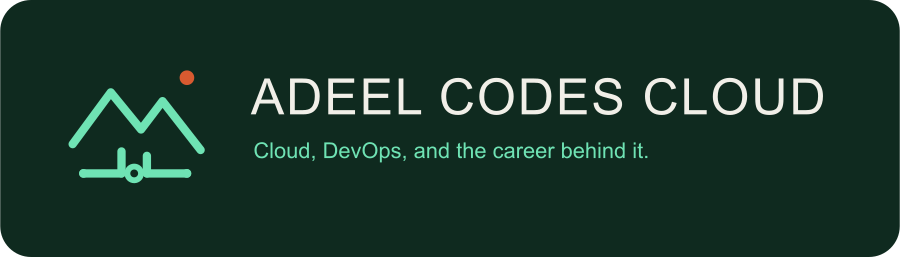 ADEEL CODES CLOUD
Cloud, DevOps, and the career behind it.